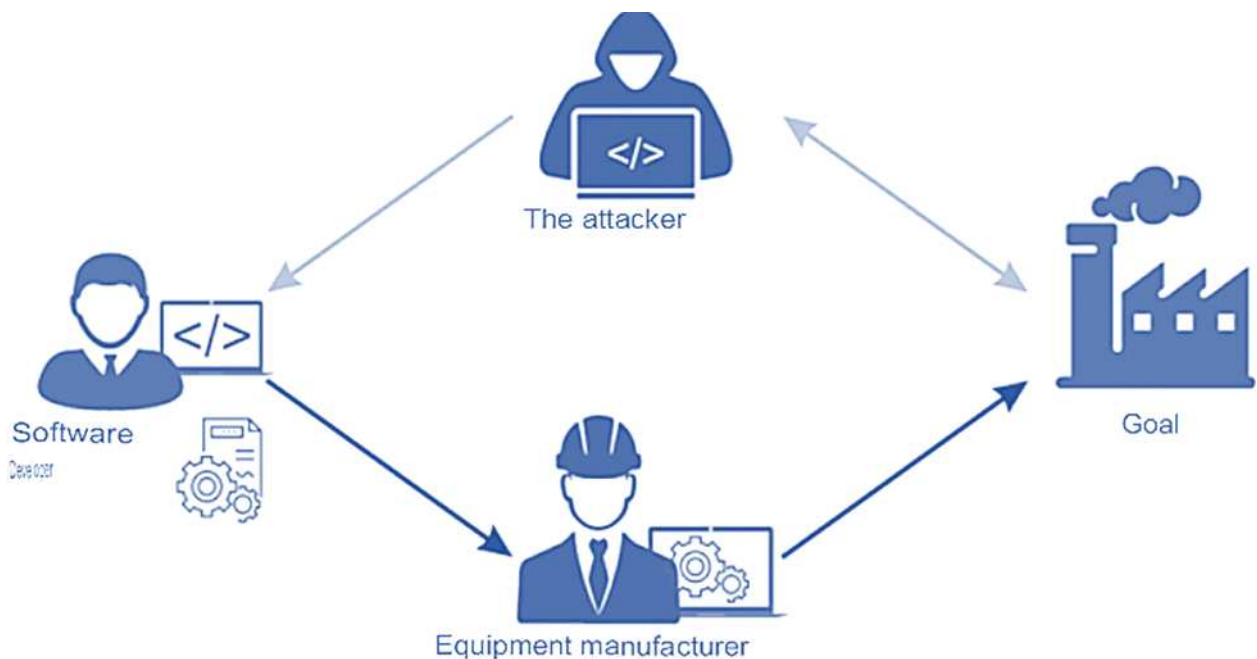 </>
The attacker
</>
Software
Goal
Equipment manufacturer